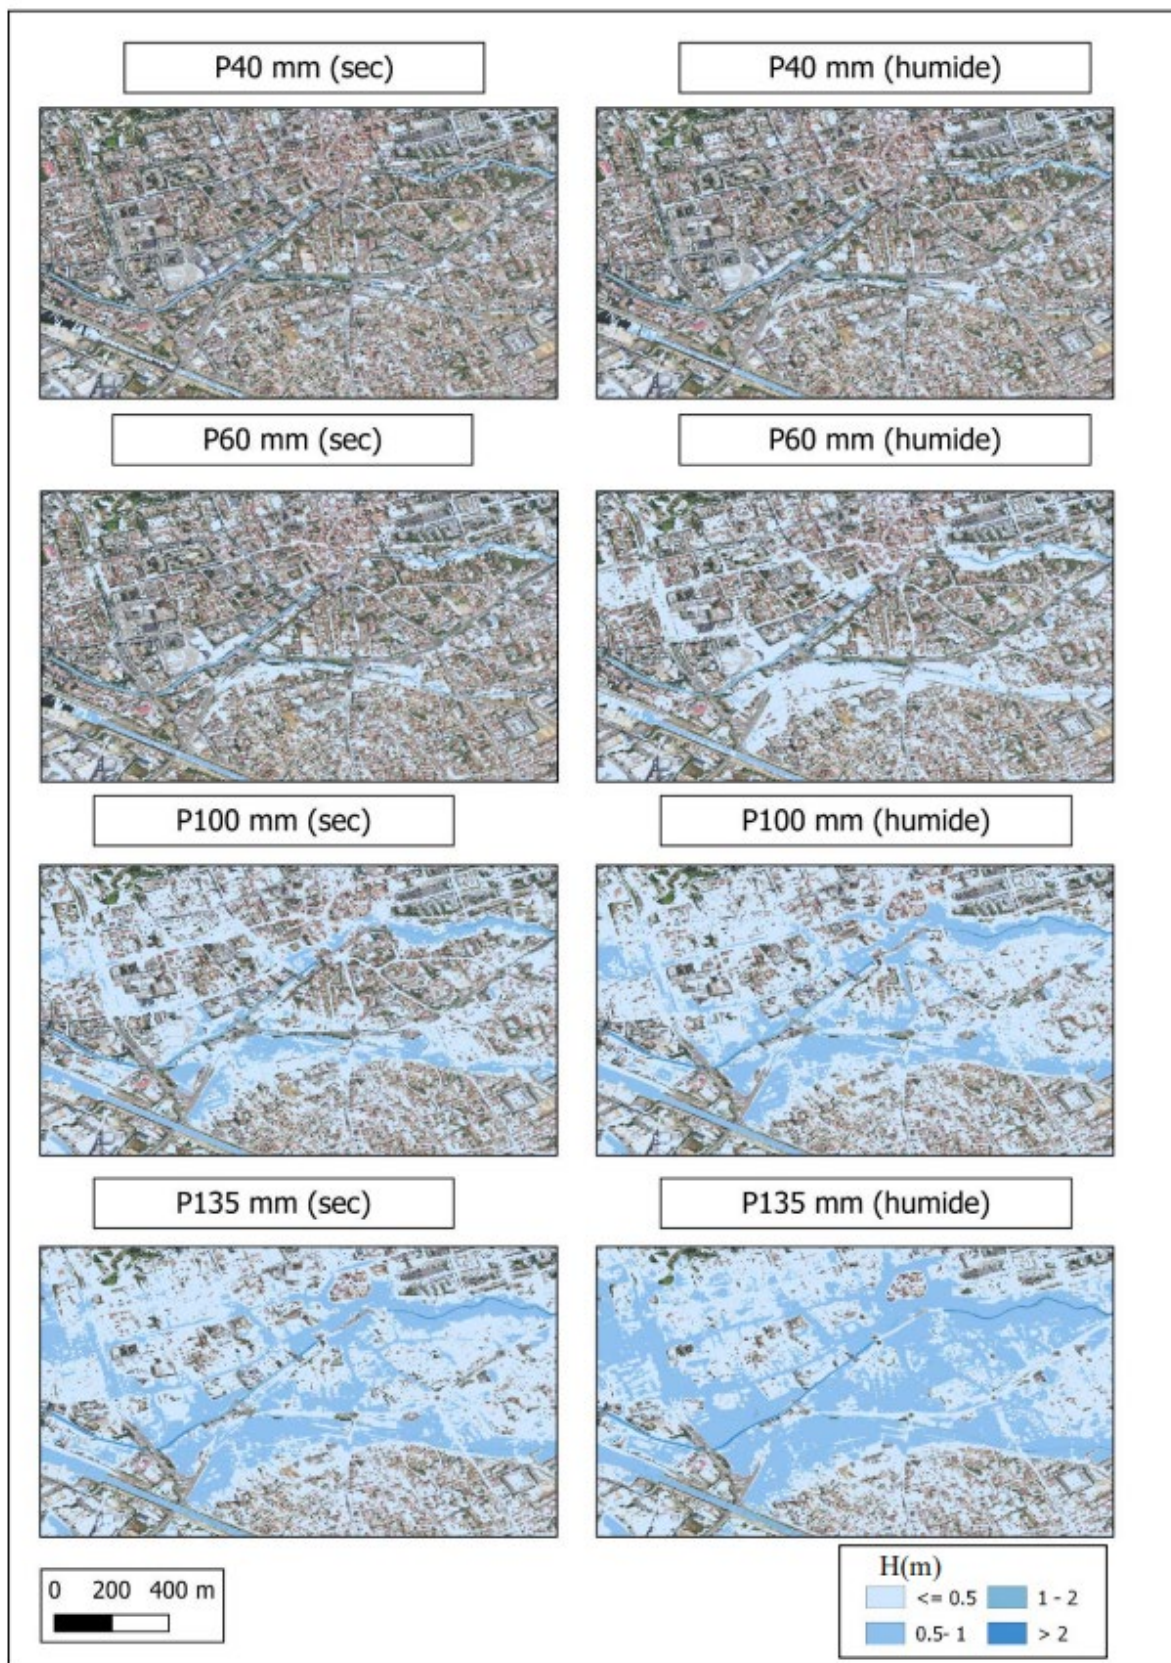 P40 mm (sec)
P40 mm (humide)
P60 mm (sec)
P60 mm (humide)
P100 mm (sec)
P100 mm (humide)
P135 mm (sec)
P135 mm (humide)
0 200 400 m
H(m)
<= 0.5 1 - 2
0.5- 1 > 2